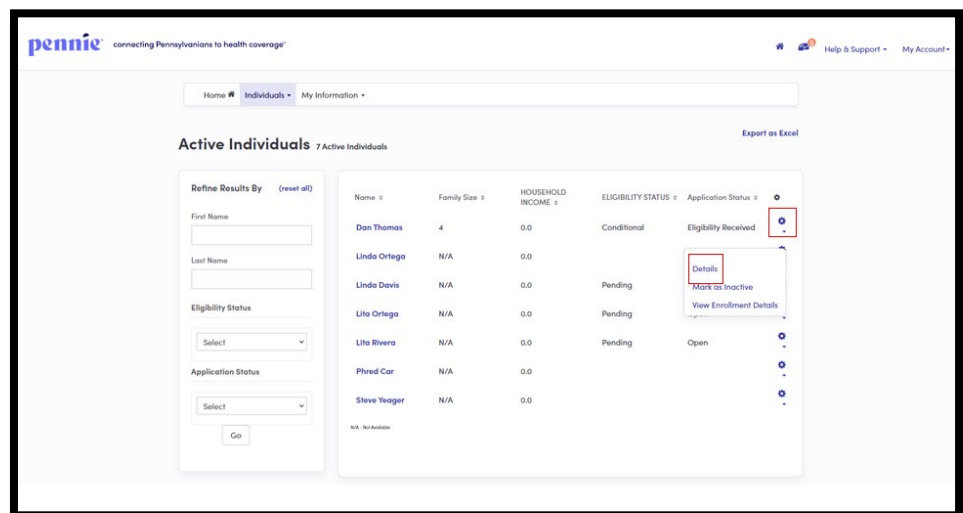 pennie connecting Pennsylvanians to health coverage
6
Help & Support
My Account
Home Individuals My Information
Export as Excel
Active Individuals 7 Active Individuals
Refine Results By (reset all)
First Name
Last Name
Eligibility Status
Select
Application Status
Select
Go
Name Family Size HOUSEHOLD INCOME ELIGIBILITY STATUS Application Status
Dan Thomas 4 0.0 Conditional Eligibility Received
Linda Ortega N/A 0.0
Linda Davis N/A 0.0 Pending
Lita Ortega N/A 0.0 Pending
Lita Rivera N/A 0.0 Pending Open
Phred Car N/A 0.0
Steve Yeager N/A 0.0
N/A - Not Available
Details
Mark as Inactive
View Enrollment Details